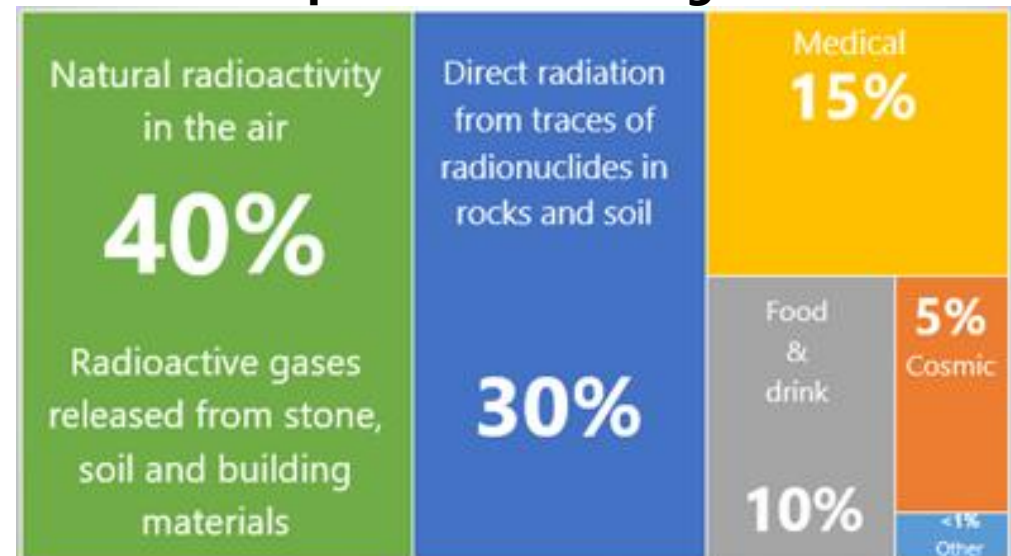 Natural radioactivity
in the air
40%
Radioactive gases
released from stone,
soil and building
materials
Direct radiation
from traces of
radionuclides in
rocks and soil
30%
Medical
15%
Food
&
drink
10%
5%
Cosmic
<1%
Other